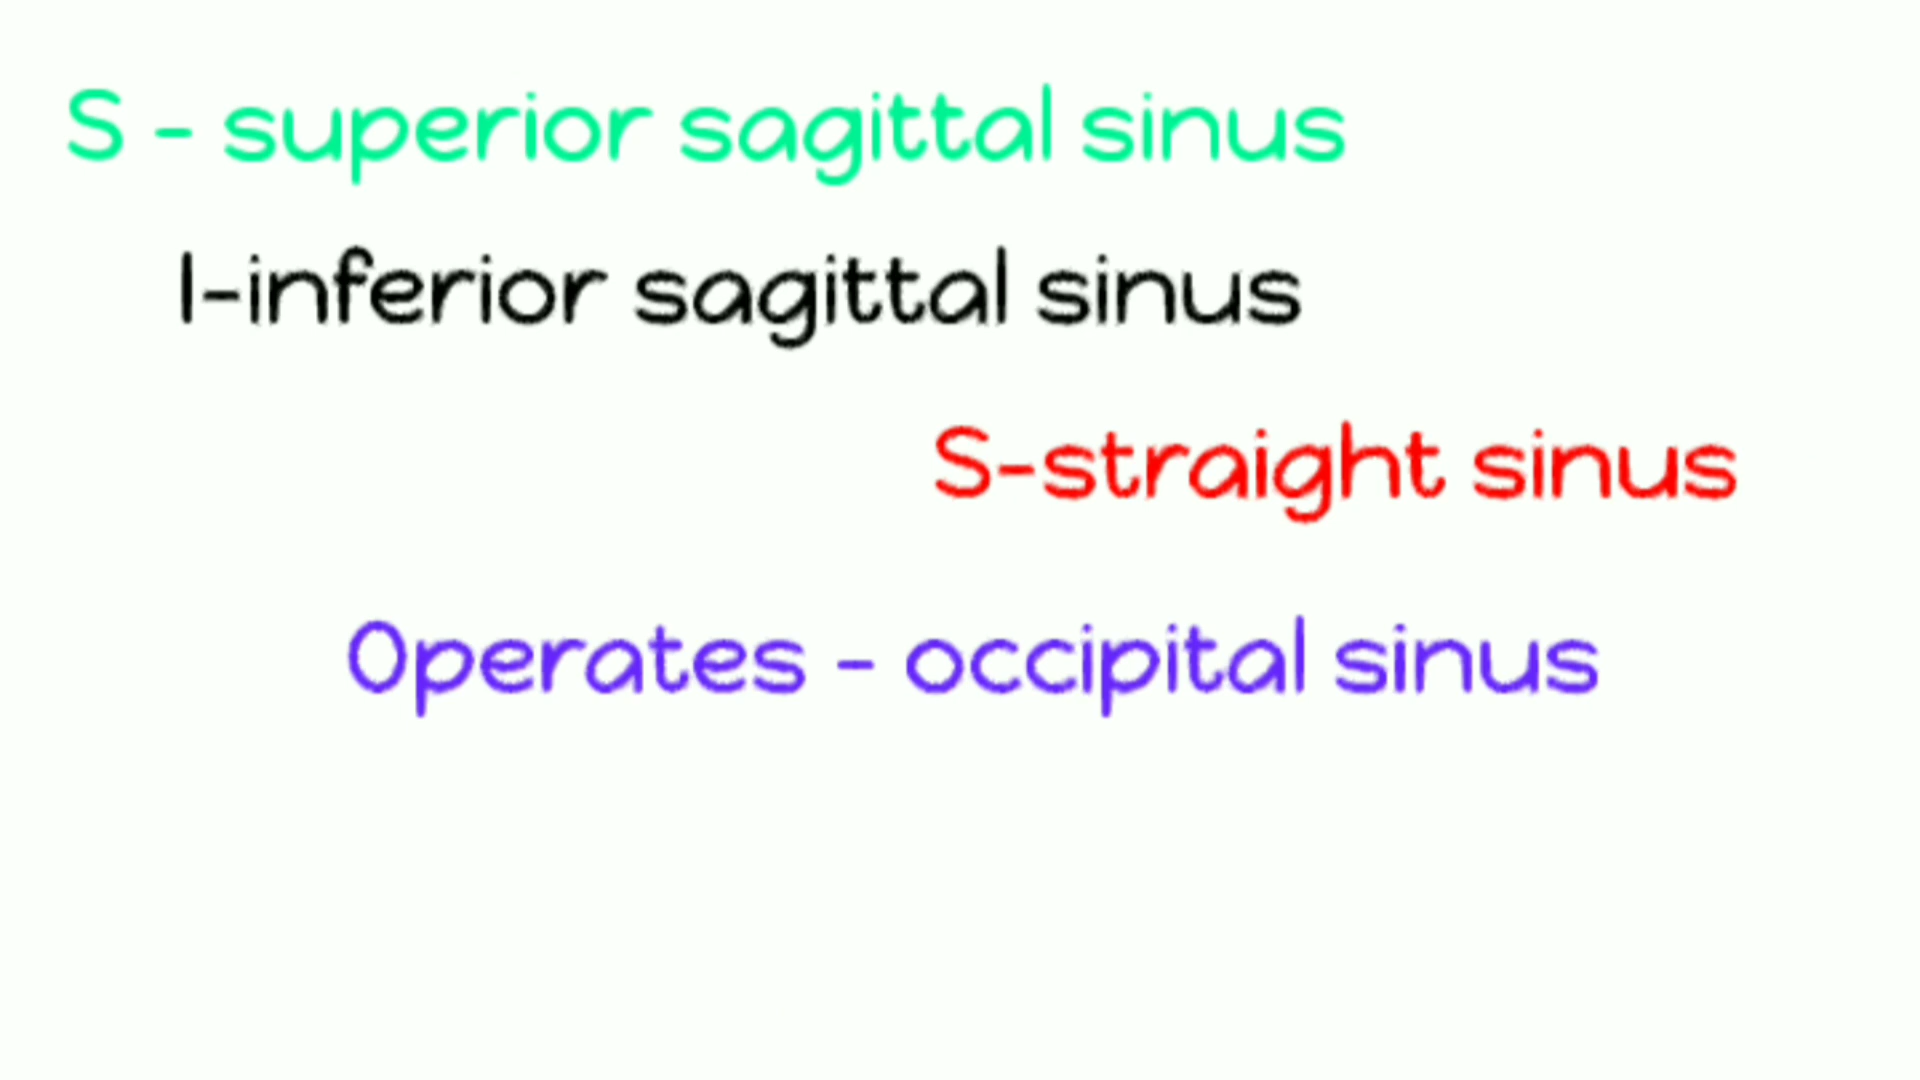 S - superior sagittal sinus
I-inferior sagittal sinus
S-straight sinus
Operates - occipital sinus